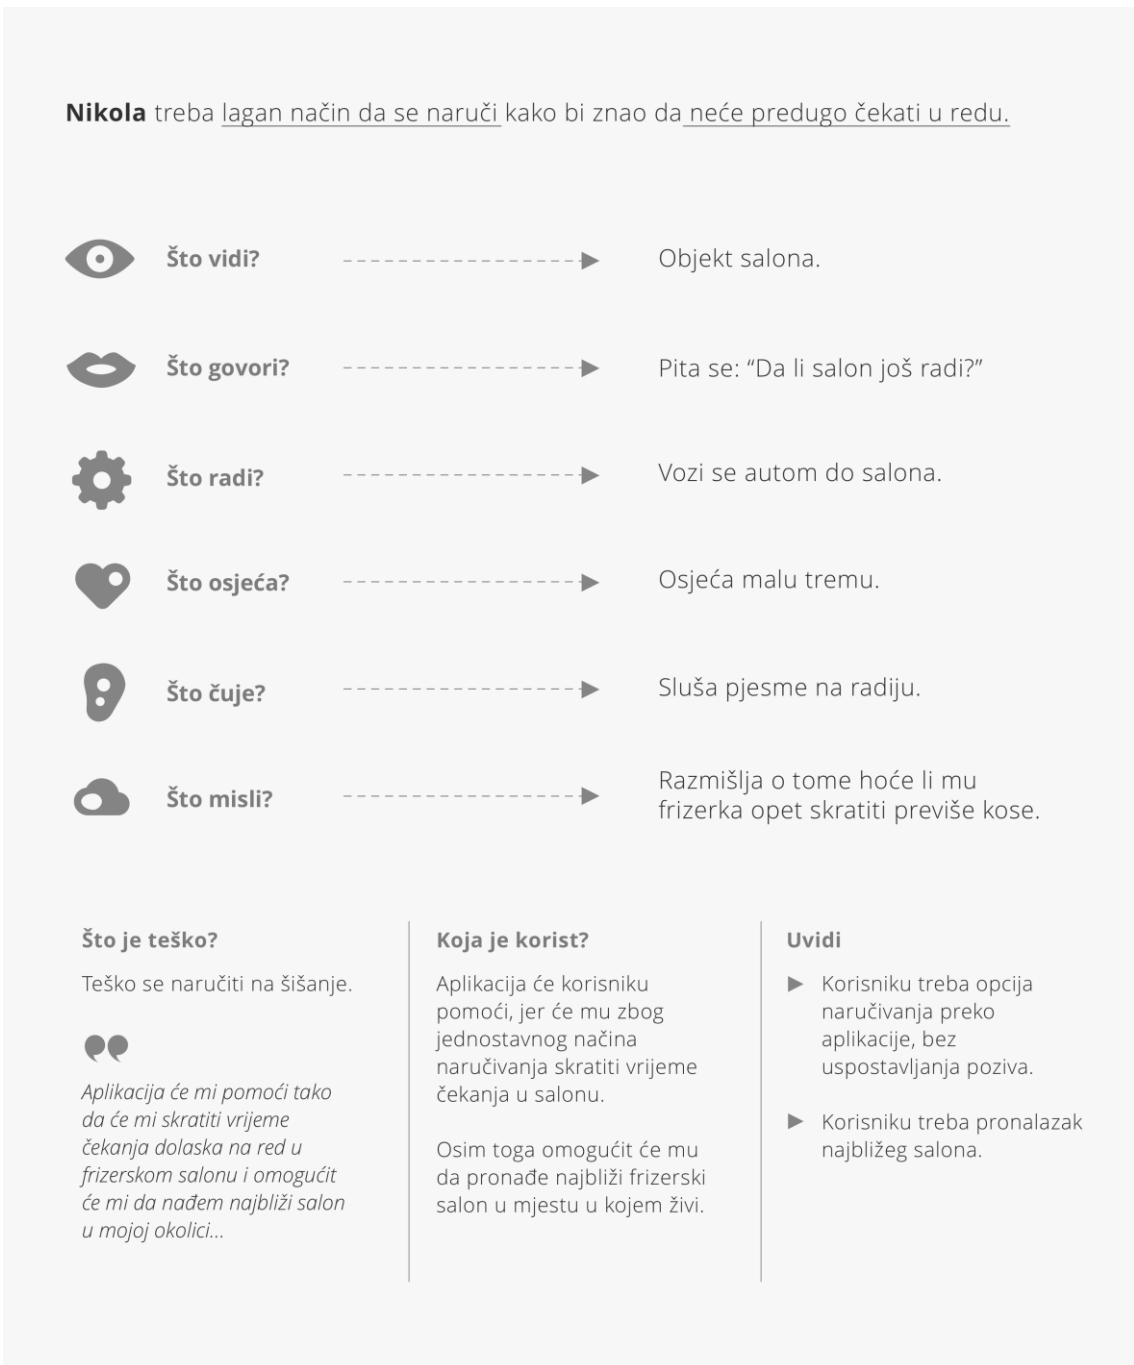 Nikola treba lagan način da se naruči kako bi znao da neće predugo čekati u redu.
Što vidi?
Objekt salona.
Što govori?
Pita se: “Da li salon još radi?”
Što radi?
Vozi se autom do salona.
Što osjeća?
Osjeća malu tremu.
Što čuje?
Sluša pjesme na radiju.
Što misli?
Razmišlja o tome hoće li mu
frizerka opet skratiti previše kose.
Što je teško?
Teško se naručiti na šišanje.
Aplikacija će mi pomoći tako
da će mi skratiti vrijeme
čekanja dolaska na red u
frizerskom salonu i omogućit
će mi da nađem najbliži salon
u mojoj okolici...
Koja je korist?
Aplikacija će korisniku
pomoći, jer će mu zbog
jednostavnog načina
naručivanja skratiti vrijeme
čekanja u salonu.
Osim toga omogućit će mu
da pronađe najbliži frizerski
salon u mjestu u kojem živi.
Uvidi
Korisniku treba opcija
naručivanja preko
aplikacije, bez
uspostavljanja poziva.
Korisniku treba pronalazak
najbližeg salona.